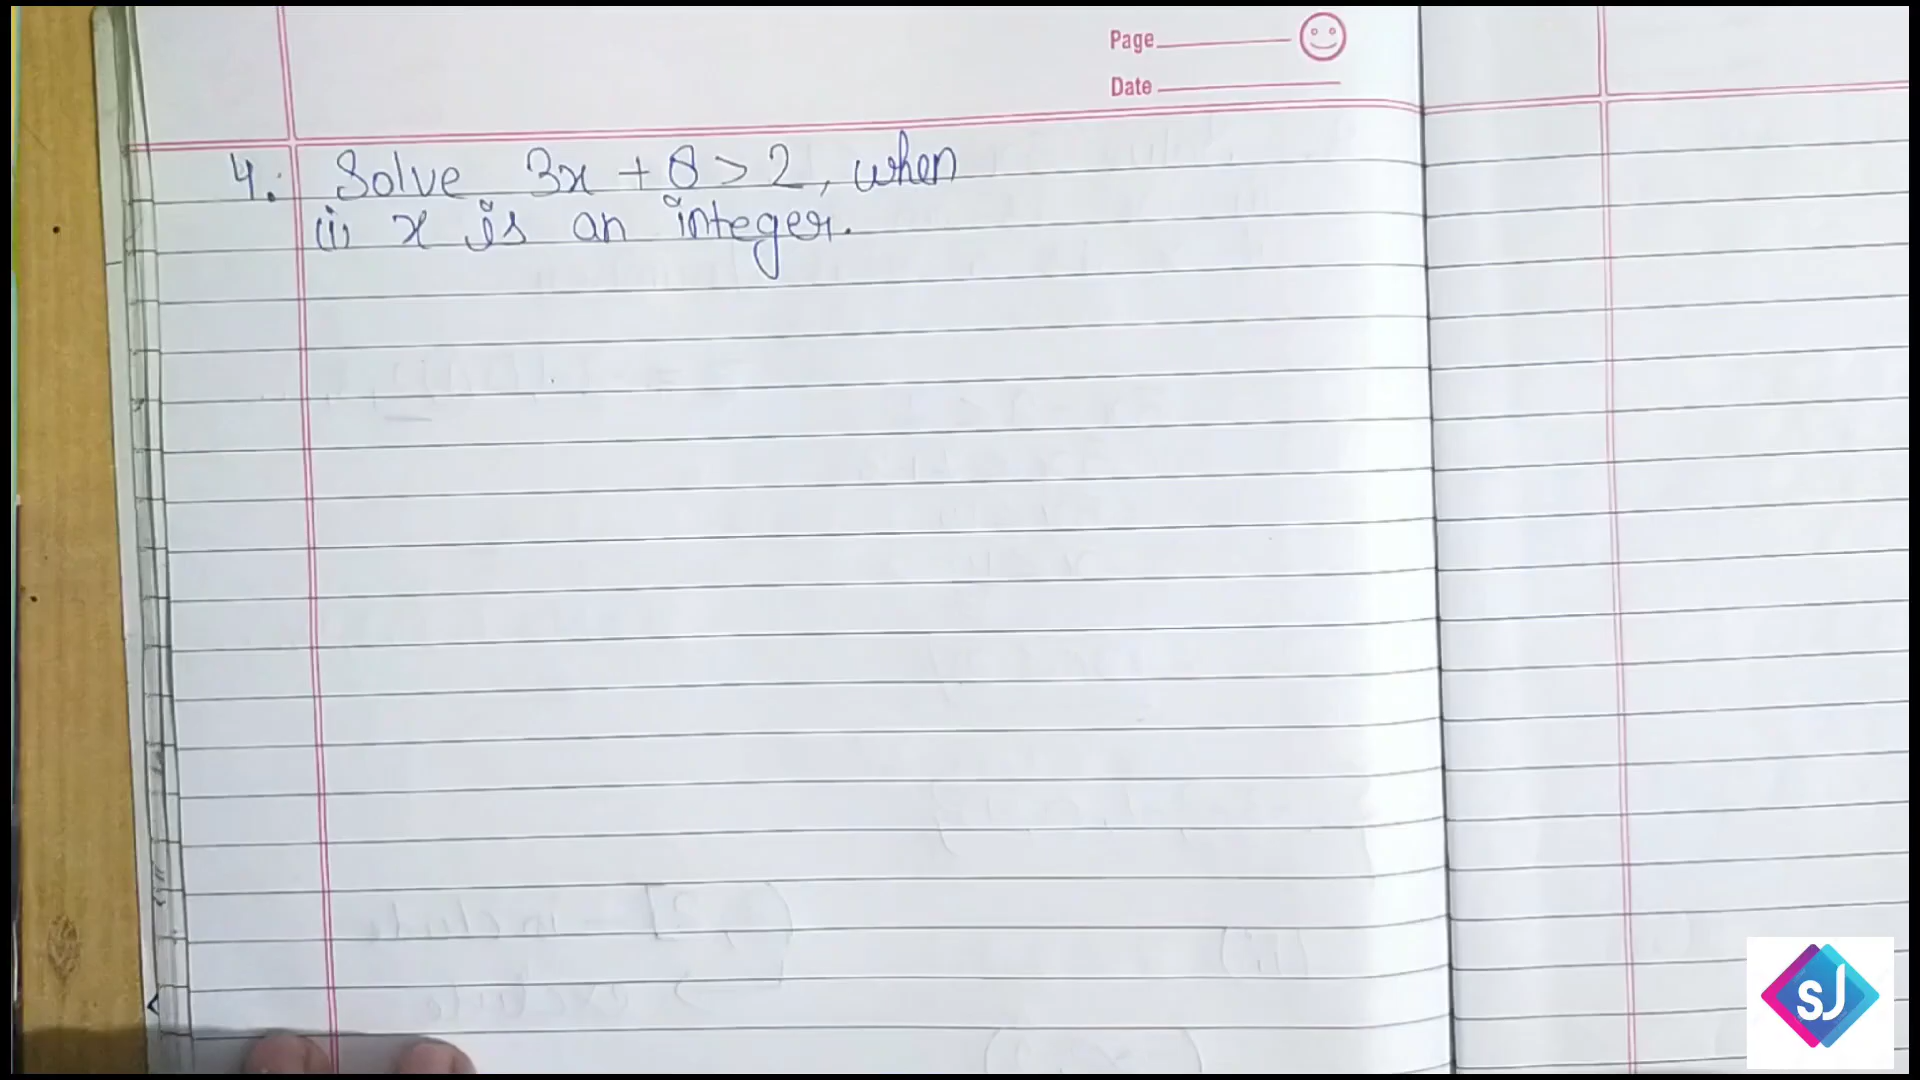 Page
Date
4. Solve 3x + 8 > 2, when
(i) x is an integer.
SJ